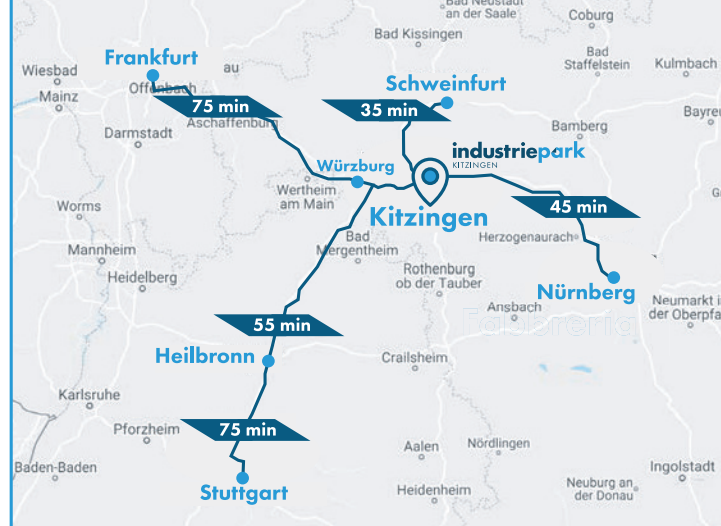 Bad Neustadt
an der Saale
Coburg
Bad Kissingen
Bad
Staffelstein
Kulmbach
Frankfurt
au
Wiesbad
Offenbach
Mainz
Schweinfurt
75 min
35 min
Aschaffenburg
Darmstadt
Bamberg
Bayreu
industriepark
KITZINGEN
Würzburg
Wertheim
am Main
Worms
Kitzingen
45 min
Bad
Mergentheim
Herzogenaurach
Mannheim
Heidelberg
Rothenburg
ob der Tauber
Nürnberg
Ansbach
Neumarkt i
der Oberpfa
55 min
Heilbronn
Crailsheim
Karlsruhe
Pforzheim
75 min
Aalen
Nördlingen
Baden-Baden
Stuttgart
Heidenheim
Neuburg an
der Donau
Ingolstadt